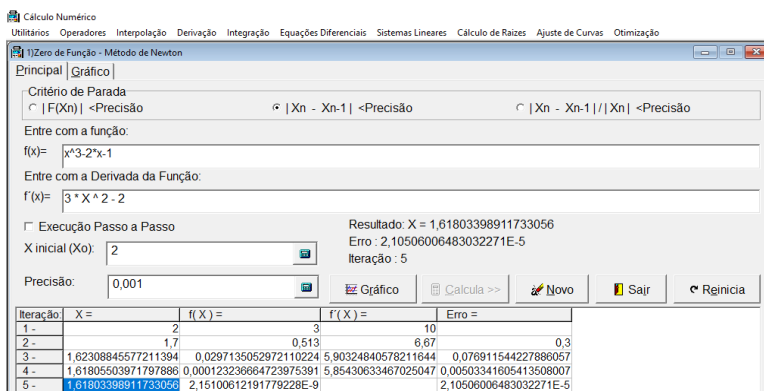 Cálculo Numérico
Utilitários Operadores Interpolação Derivação Integração Equações Diferenciais Sistemas Lineares Cálculo de Raizes Ajuste de Curvas Otimização
1)Zero de Função - Método de Newton
Principal Gráfico
Critério de Parada
| F(Xn) | <Precisão | Xn - Xn-1 | <Precisão | Xn - Xn-1 | / | Xn | <Precisão
Entre com a função:
f(x)= x^3-2*x-1
Entre com a Derivada da Função:
f´(x)= 3 * X ^ 2 - 2
Execução Passo a Passo Resultado: X = 1,61803398911733056
X inicial (Xo): 2 Erro : 2,10506006483032271E-5
Iteração : 5
Precisão: 0,001 Gráfico Calcula >> Novo Sair Reinicia
Iteração: X = f( X ) = f´( X ) = Erro =
1 - 2 3 10
2 - 1,7 0,513 6,67 0,3
3 - 1,62308845577211394 0,0297135052972110224 5,90324840578211644 0,076911544227886057
4 - 1,61805503971797886 0,000123236664723975391 5,85430633467025047 0,00503341605413508007
5 - 1,61803398911733056 2,15100612191779228E-9 2,10506006483032271E-5